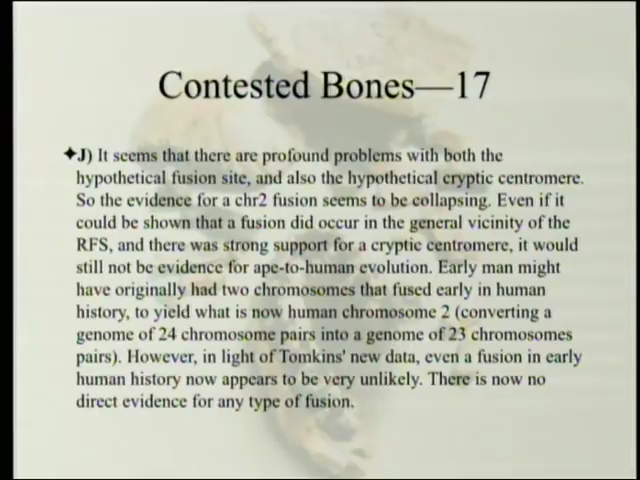 Contested Bones—17
✦J) It seems that there are profound problems with both the
hypothetical fusion site, and also the hypothetical cryptic centromere.
So the evidence for a chr2 fusion seems to be collapsing. Even if it
could be shown that a fusion did occur in the general vicinity of the
RFS, and there was strong support for a cryptic centromere, it would
still not be evidence for ape-to-human evolution. Early man might
have originally had two chromosomes that fused early in human
history, to yield what is now human chromosome 2 (converting a
genome of 24 chromosome pairs into a genome of 23 chromosomes
pairs). However, in light of Tomkins' new data, even a fusion in early
human history now appears to be very unlikely. There is now no
direct evidence for any type of fusion.